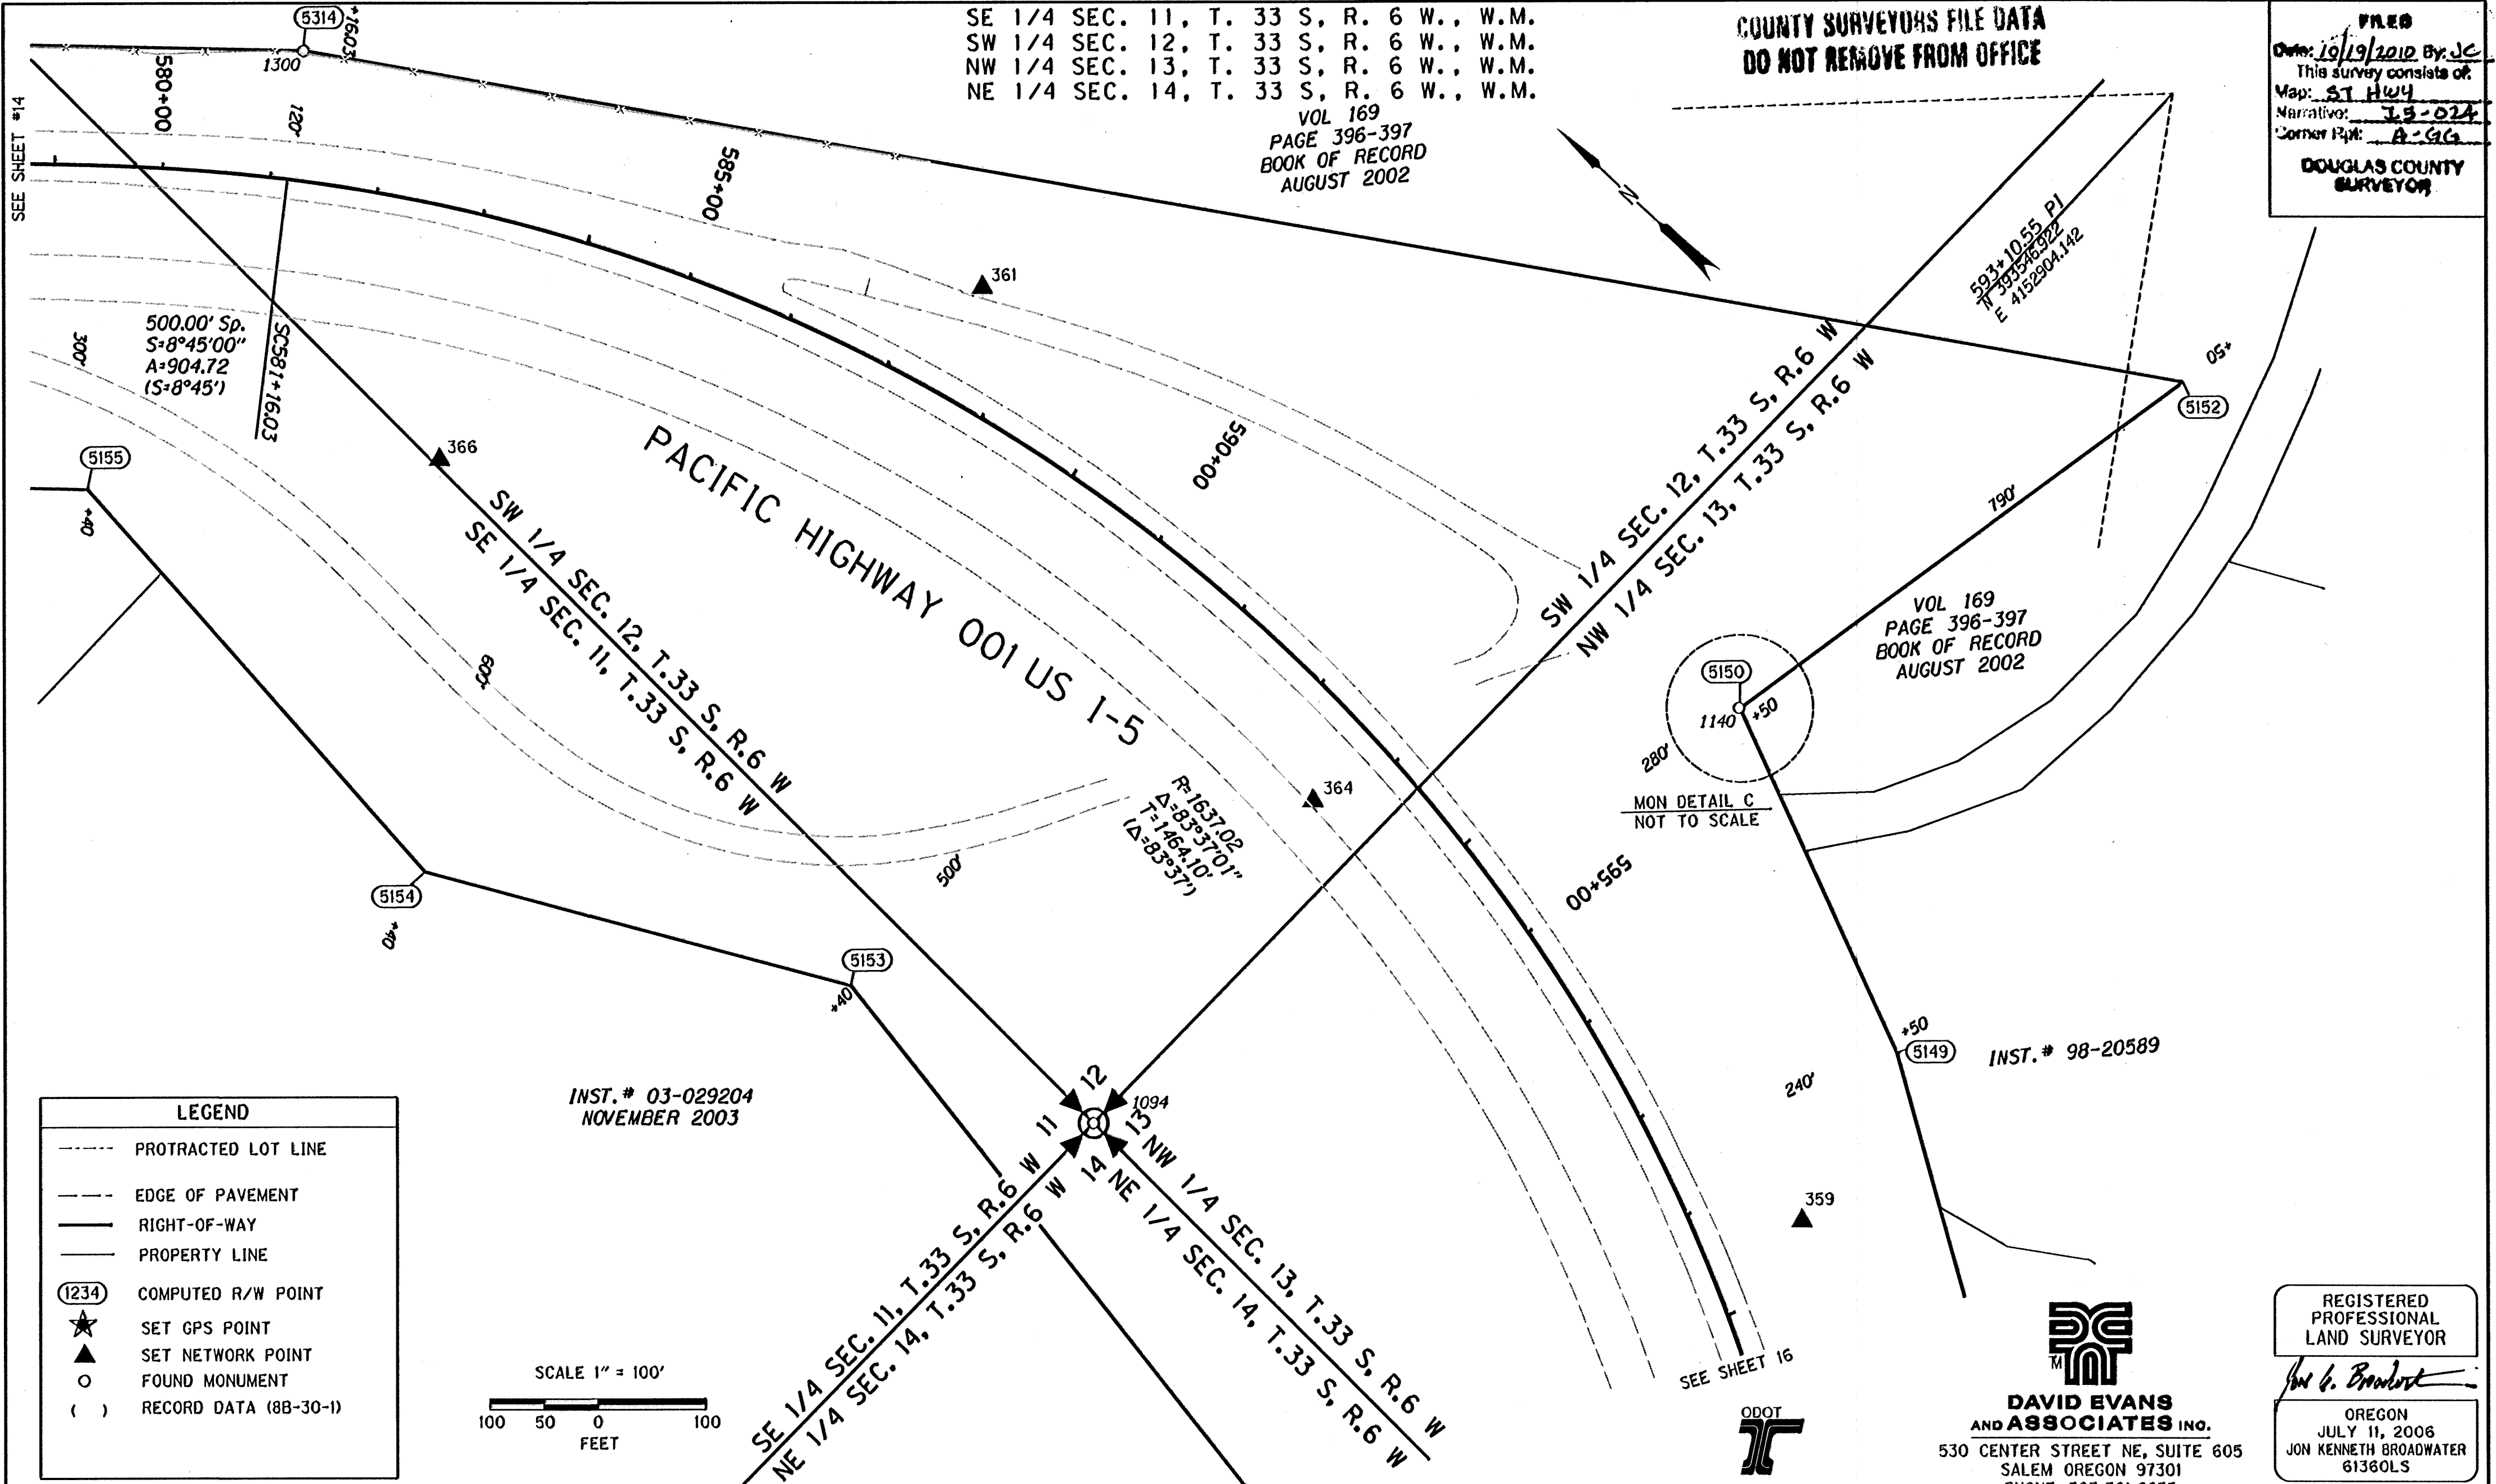 SE 1/4 SEC. 11, T. 33 S, R. 6 W., W.M.
SW 1/4 SEC. 12, T. 33 S, R. 6 W., W.M.
NW 1/4 SEC. 13, T. 33 S, R. 6 W., W.M.
NE 1/4 SEC. 14, T. 33 S, R. 6 W., W.M.
COUNTY SURVEYORS FILE DATA
DO NOT REMOVE FROM OFFICE
FILED
Date: 10/19/2010 By: JC
This survey consists of:
Map: ST HWY
Narrative: I5-024
Corner Rpt: A-GG
DOUGLAS COUNTY
SURVEYOR
SEE SHEET #14
5314
+16.03
1300
580+00
120'
585+00
VOL 169
PAGE 396-397
BOOK OF RECORD
AUGUST 2002
N
593+10.55 PI
N 393546.922
E 4152904.142
361
500.00' Sp.
S=8°45'00"
A=904.72
(S=8°45')
300'
SC581+16.03
+50
5152
5155
+40
366
590+00
790'
PACIFIC HIGHWAY 001 US I-5
SW 1/4 SEC. 12, T.33 S, R.6 W
SE 1/4 SEC. 11, T.33 S, R.6 W
SW 1/4 SEC. 12, T.33 S, R.6 W
NW 1/4 SEC. 13, T.33 S, R.6 W
VOL 169
PAGE 396-397
BOOK OF RECORD
AUGUST 2002
600'
5150
1140
+50
280'
MON DETAIL C
NOT TO SCALE
364
R=1637.02
Δ=83°37'01"
T=1464.10'
(Δ=83°37')
500'
595+00
5154
+40
5153
+40
+50
5149
INST.# 98-20589
240'
INST.# 03-029204
NOVEMBER 2003
12
1094
11
13
14
359
SE 1/4 SEC. 11, T.33 S, R.6 W
NE 1/4 SEC. 14, T.33 S, R.6 W
NW 1/4 SEC. 13, T.33 S, R.6 W
NE 1/4 SEC. 14, T.33 S, R.6 W
SEE SHEET 16
LEGEND
PROTRACTED LOT LINE
EDGE OF PAVEMENT
RIGHT-OF-WAY
PROPERTY LINE
1234 COMPUTED R/W POINT
SET GPS POINT
SET NETWORK POINT
FOUND MONUMENT
( ) RECORD DATA (8B-30-1)
SCALE 1" = 100'
100 50 0 100
FEET
ODOT
TM
DAVID EVANS
AND ASSOCIATES INC.
530 CENTER STREET NE, SUITE 605
SALEM OREGON 97301
REGISTERED
PROFESSIONAL
LAND SURVEYOR
OREGON
JULY 11, 2006
JON KENNETH BROADWATER
61360LS